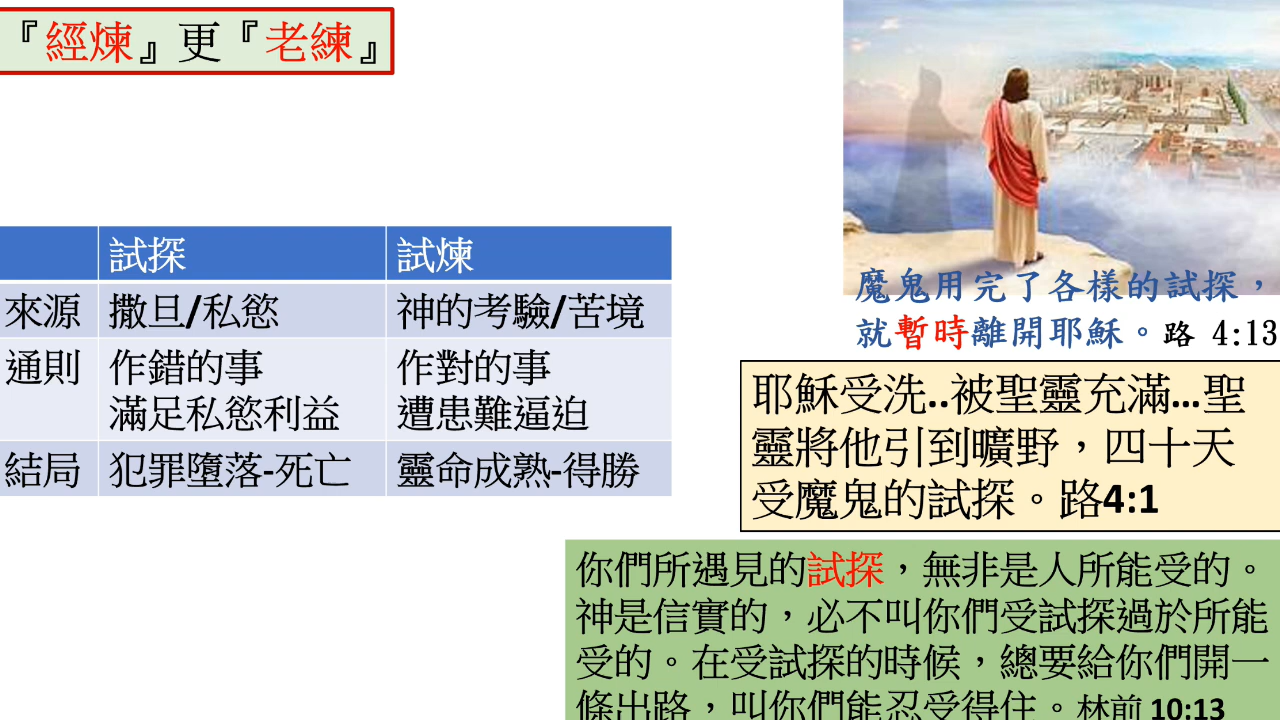 『經煉』更『老練』
試探 試煉
來源 撒旦/私慾 神的考驗/苦境
通則 作錯的事 作對的事
滿足私慾利益 遭患難逼迫
結局 犯罪墮落-死亡 靈命成熟-得勝
魔鬼用完了各樣的試探，
就暫時離開耶穌。路 4:13
耶穌受洗..被聖靈充滿...聖
靈將他引到曠野，四十天
受魔鬼的試探。路4:1
你們所遇見的試探，無非是人所能受的。
神是信實的，必不叫你們受試探過於所能
受的。在受試探的時候，總要給你們開一
條出路，叫你們能忍受得住。林前 10:13